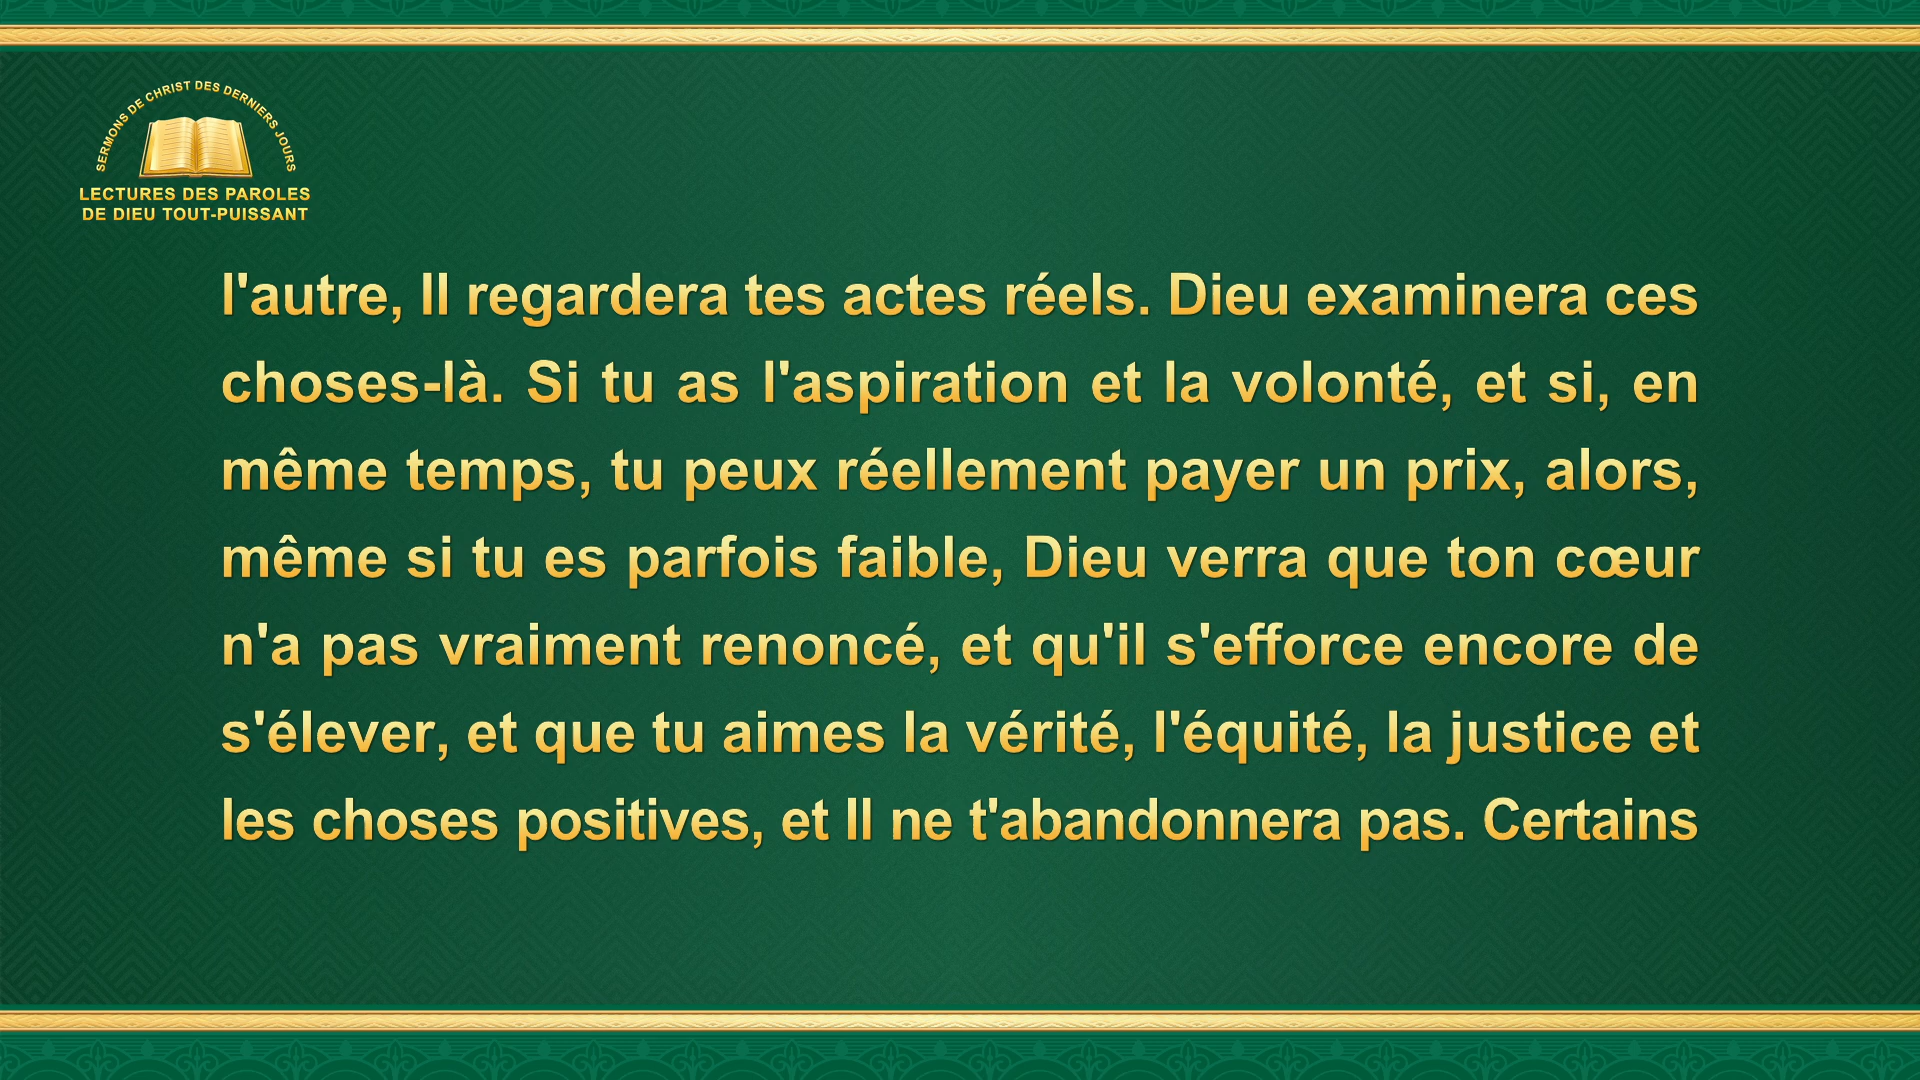 SERMONS DE CHRIST DES DERNIERS JOURS
LECTURES DES PAROLES
DE DIEU TOUT-PUISSANT
l'autre, Il regardera tes actes réels. Dieu examinera ces
choses-là. Si tu as l'aspiration et la volonté, et si, en
même temps, tu peux réellement payer un prix, alors,
même si tu es parfois faible, Dieu verra que ton cœur
n'a pas vraiment renoncé, et qu'il s'efforce encore de
s'élever, et que tu aimes la vérité, l'équité, la justice et
les choses positives, et Il ne t'abandonnera pas. Certains